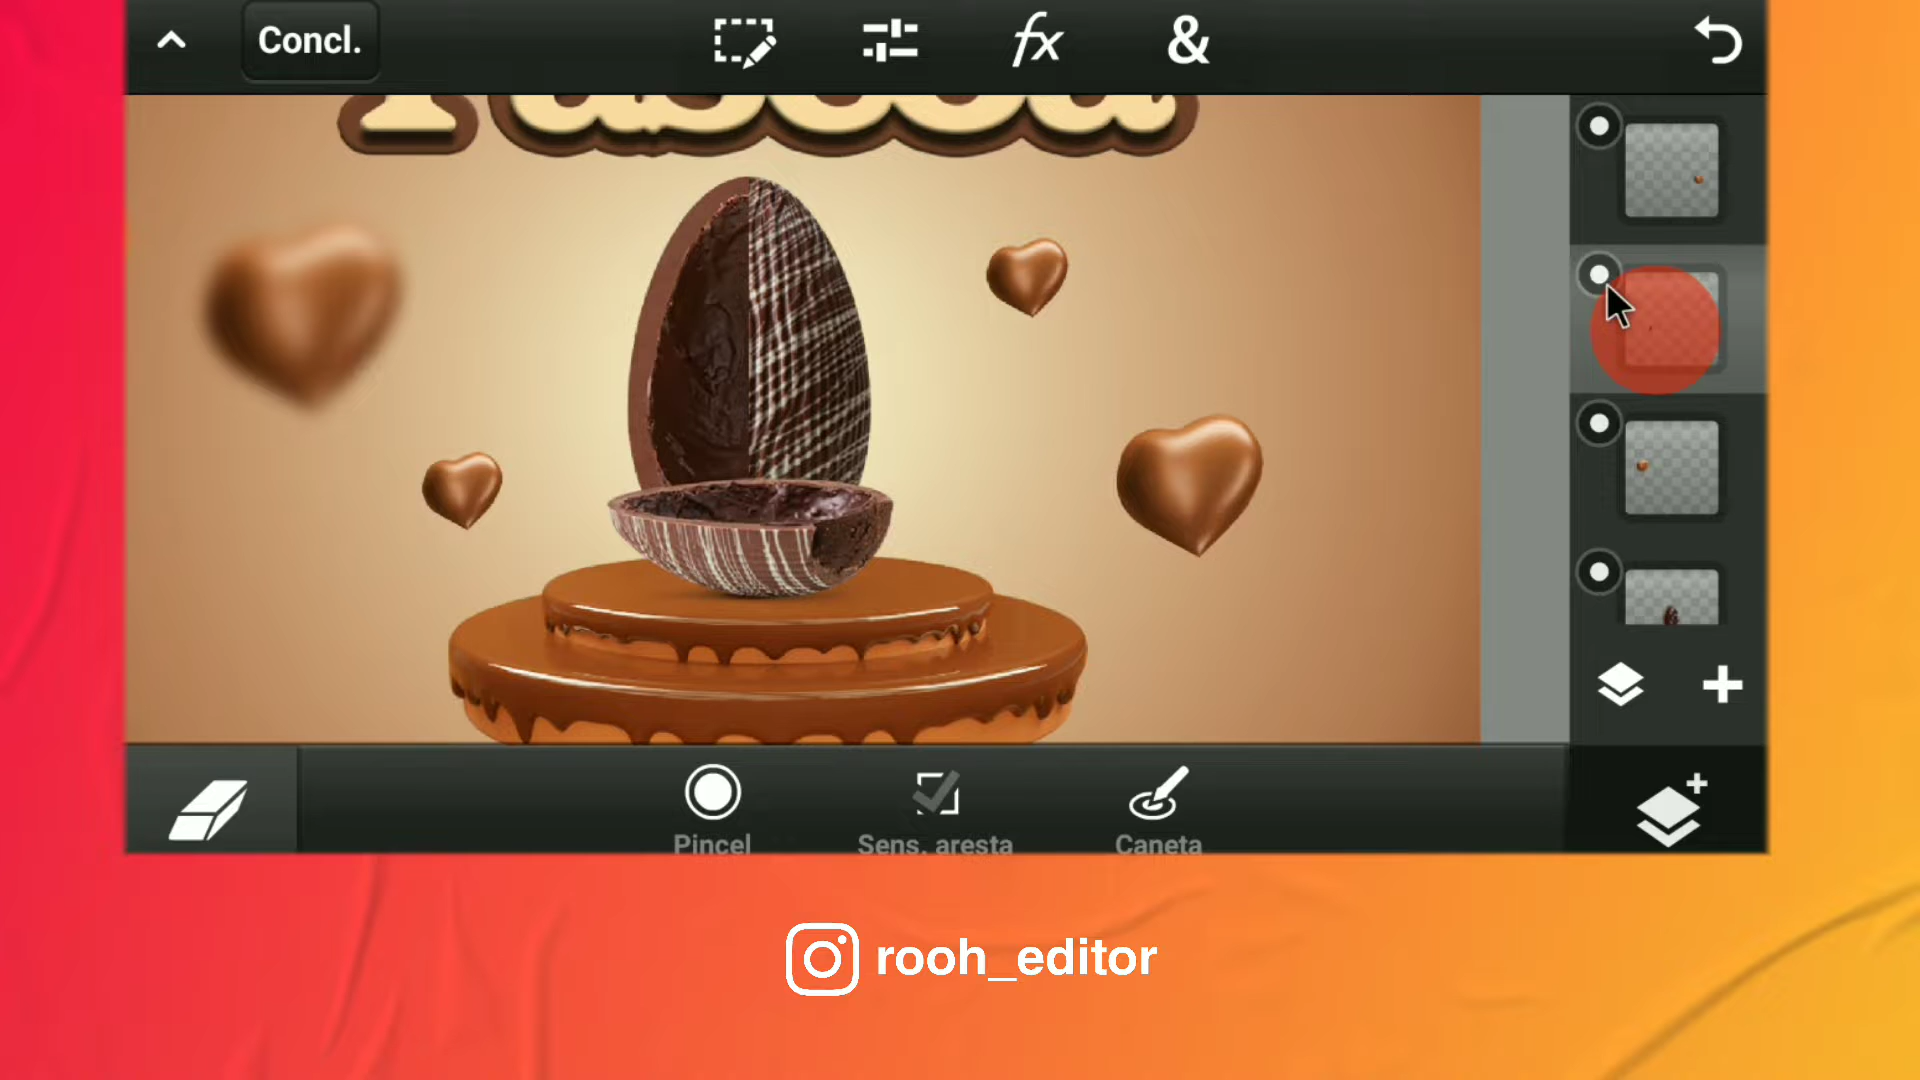 Concl.
fx
&
Pincel
Sens. aresta
Caneta
rooh_editor